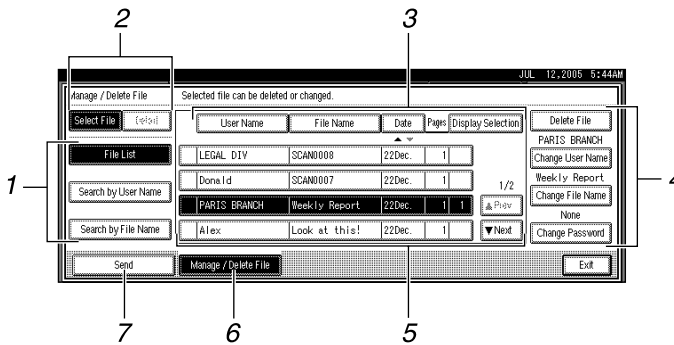 2
3
JUL 12,2005 5:44AM
Manage / Delete File
Selected file can be deleted or changed.
Select File
Detail
User Name
File Name
Date
Pages
Display Selection
Delete File
PARIS BRANCH
Change User Name
Weekly Report
Change File Name
None
Change Password
File List
Search by User Name
Search by File Name
LEGAL DIV SCAN0008 22Dec. 1
Donald SCAN0007 22Dec. 1
PARIS BRANCH Weekly Report 22Dec. 1 1
Alex Look at this! 22Dec. 1
1/2
▲Prev
▼Next
1
4
Send
Manage / Delete File
Exit
7
6
5